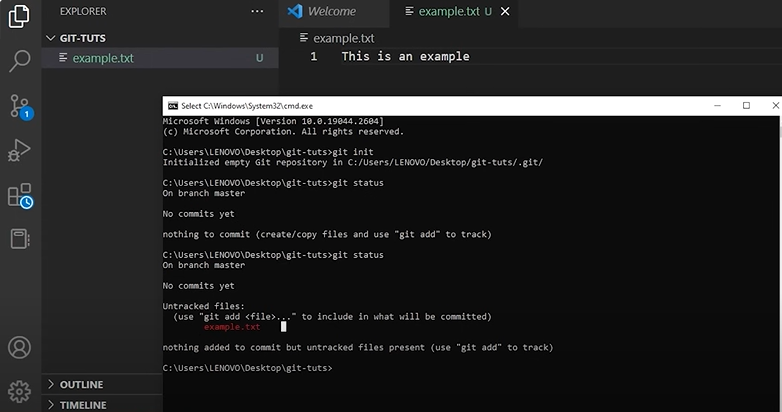 EXPLORER
Welcome
example.txt U
GIT-TUTS
example.txt U
example.txt
1 This is an example
1
Select C:\Windows\System32\cmd.exe
Microsoft Windows [Version 10.0.19044.2604]
(c) Microsoft Corporation. All rights reserved.
C:\Users\LENOVO\Desktop\git-tuts>git init
Initialized empty Git repository in C:/Users/LENOVO/Desktop/git-tuts/.git/
C:\Users\LENOVO\Desktop\git-tuts>git status
On branch master
No commits yet
nothing to commit (create/copy files and use "git add" to track)
C:\Users\LENOVO\Desktop\git-tuts>git status
On branch master
No commits yet
Untracked files:
(use "git add <file>..." to include in what will be committed)
example.txt
nothing added to commit but untracked files present (use "git add" to track)
C:\Users\LENOVO\Desktop\git-tuts>
OUTLINE
TIMELINE